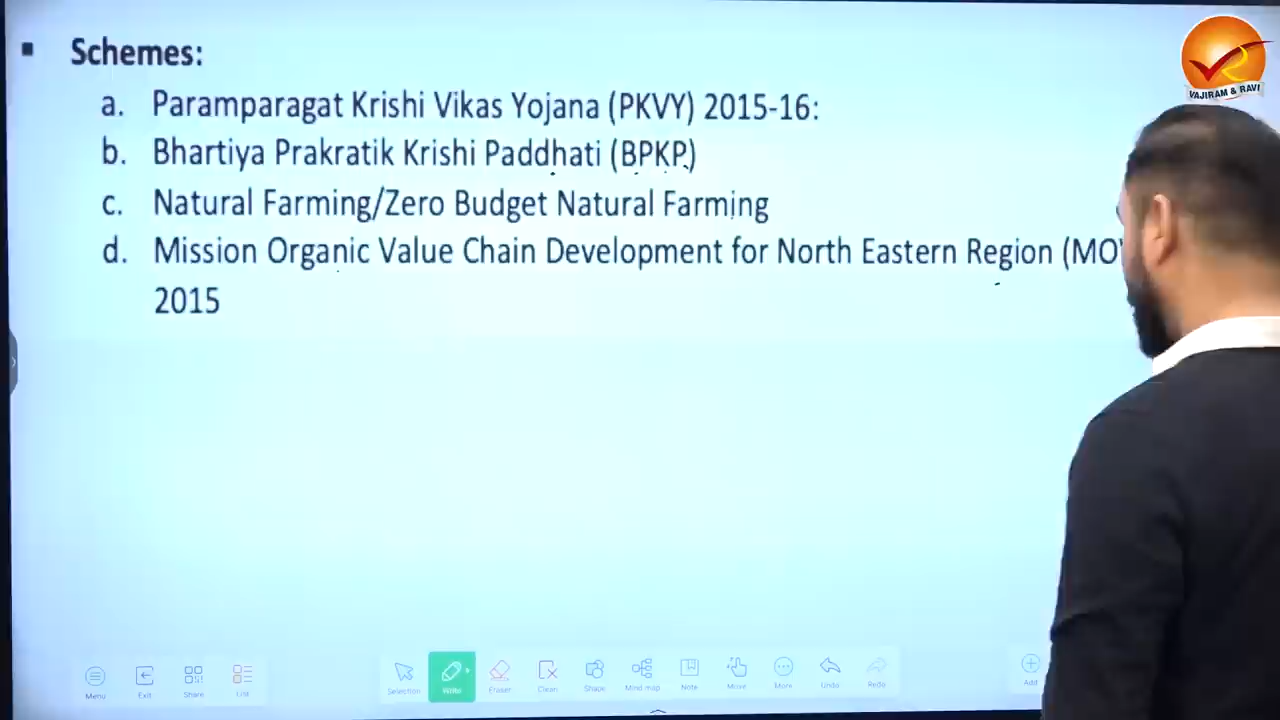 VAJIRAM & RAVI
▪ Schemes:
a. Paramparagat Krishi Vikas Yojana (PKVY) 2015-16:
b. Bhartiya Prakratik Krishi Paddhati (BPKP)
c. Natural Farming/Zero Budget Natural Farming
d. Mission Organic Value Chain Development for North Eastern Region (MO
2015
Menu Exit Share List Selection Write Eraser Clean Shape Mind map Note Move More Undo Redo Add